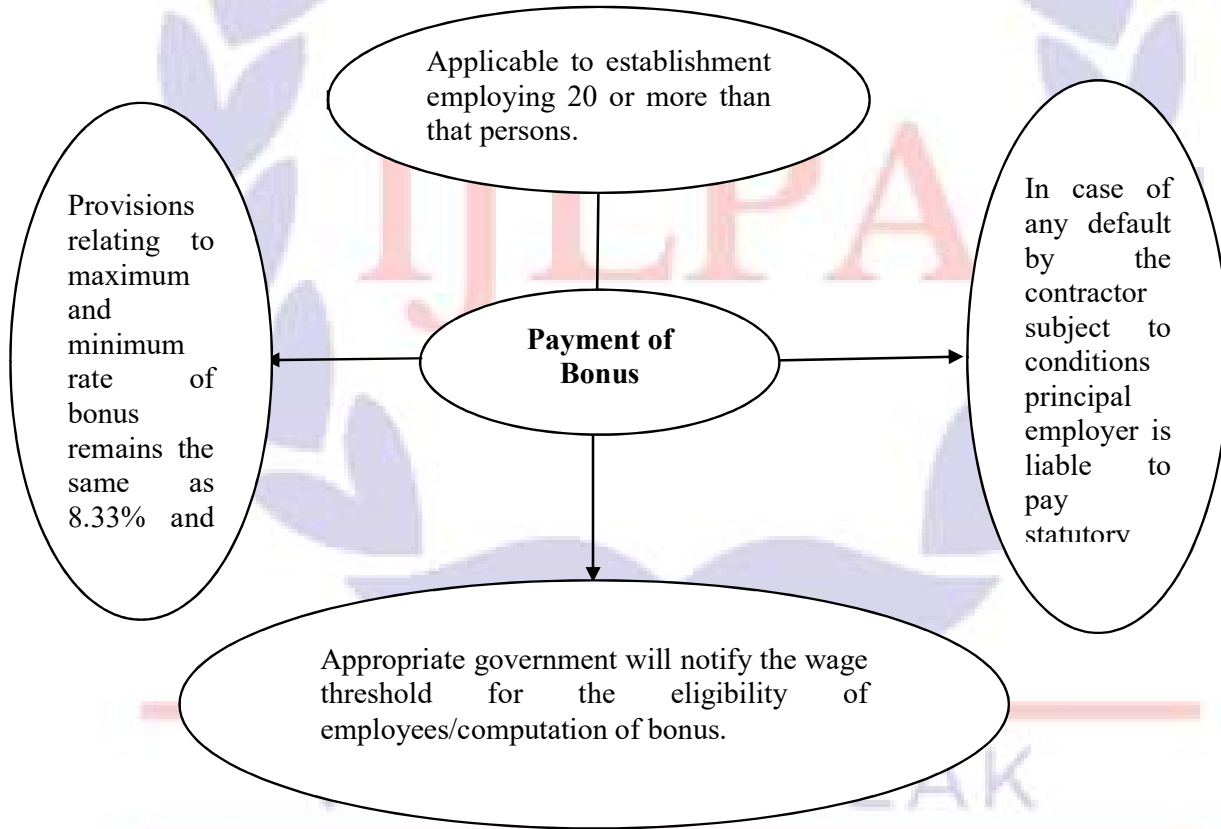 Applicable to establishment
employing 20 or more than
that persons.
Provisions
relating to
maximum
and
minimum
rate of
bonus
remains the
same as
8.33% and
Payment of
Bonus
In case of
any default
by the
contractor
subject to
conditions
principal
employer is
liable to
pay
statutory
Appropriate government will notify the wage
threshold for the eligibility of
employees/computation of bonus.
IJLPA